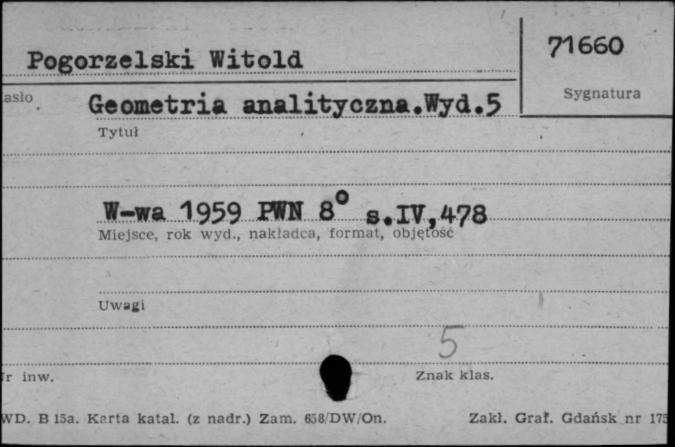 Pogorzelski Witold
71660
Sygnatura
asło
Geometria analityczna.Wyd.5
Tytuł
W-wa 1959 PWN 8° s.IV,478
Miejsce, rok wyd., nakładca, format, objętość
Uwagi
5
r inw.
Znak klas.
WD. B 15a. Karta katal. (z nadr.) Zam. 658/DW/On.
Zakł. Graf. Gdańsk nr 175